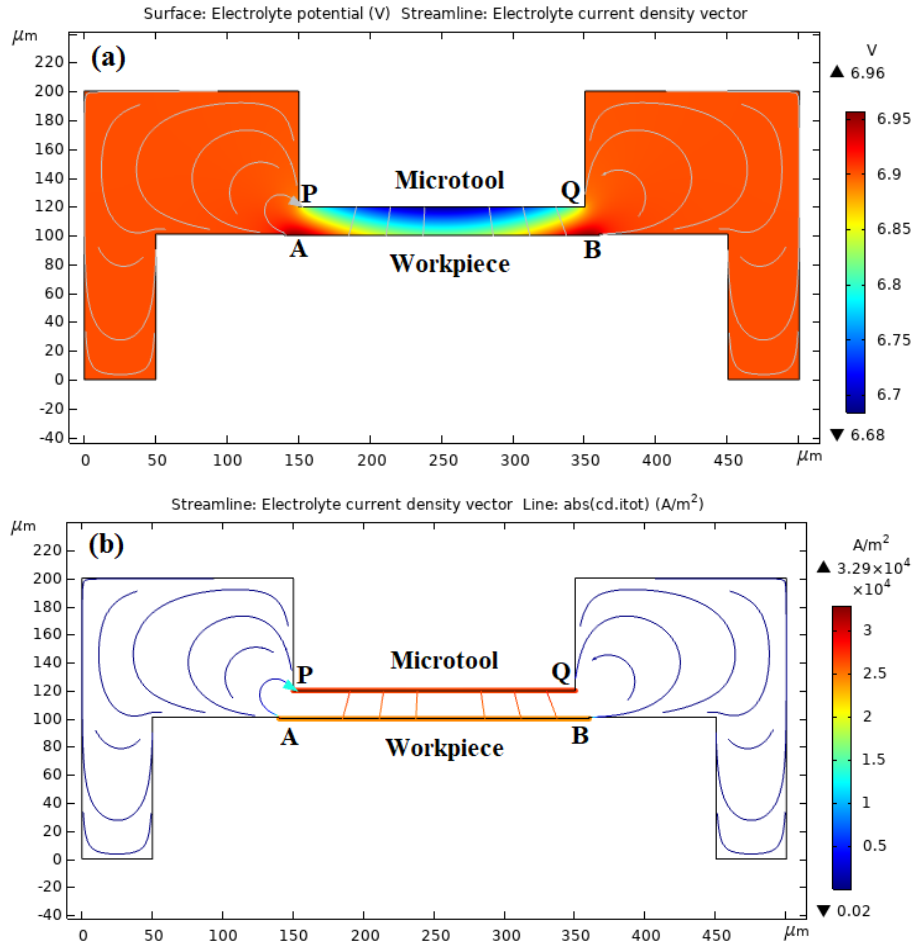 Surface: Electrolyte potential (V) Streamline: Electrolyte current density vector
μm
(a)
V
220
200
180
160
140
120
100
80
60
40
20
0
-20
-40
P
Microtool
Q
A
Workpiece
B
▲ 6.96
6.95
6.9
6.85
6.8
6.75
6.7
▼ 6.68
0 50 100 150 200 250 300 350 400 450 μm
Streamline: Electrolyte current density vector Line: abs(cd.itot) (A/m²)
μm
(b)
A/m²
220
200
180
160
140
120
100
80
60
40
20
0
-20
-40
P
Microtool
Q
A
Workpiece
B
▲ 3.29×10⁴
×10⁴
3
2.5
2
1.5
1
0.5
▼ 0.02
0 50 100 150 200 250 300 350 400 450 μm